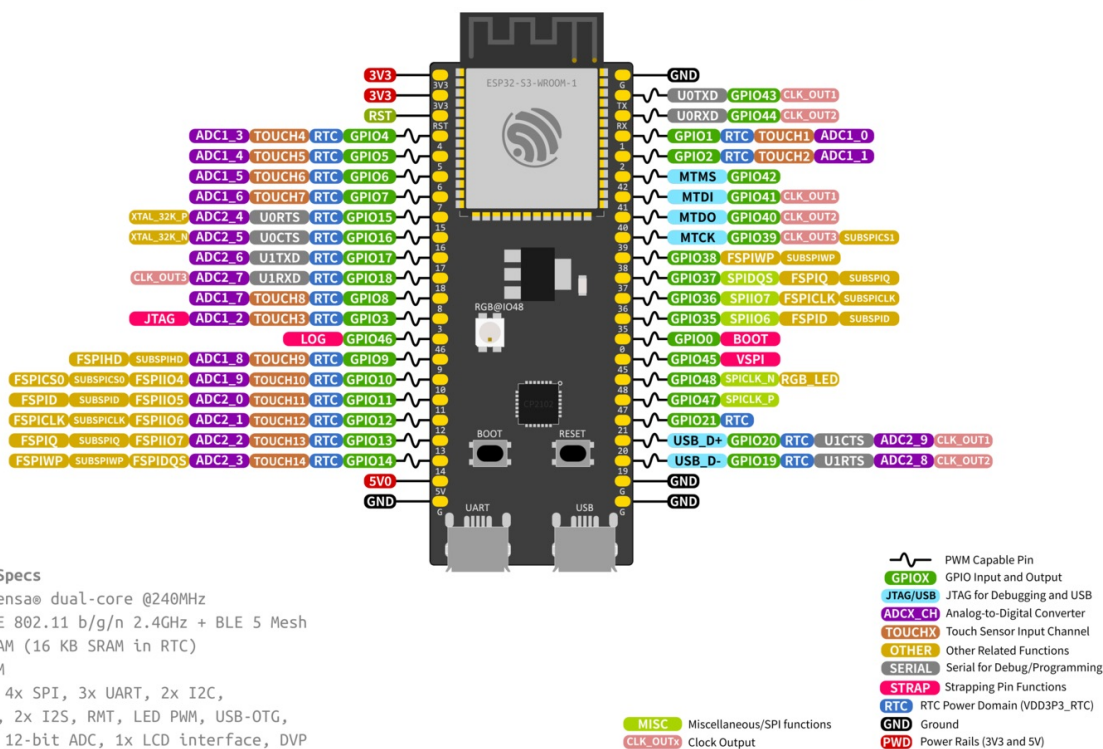 ESP32-S3-WROOM-1
3V3 3V3 GND
3V3 3V3 G U0TXD GPIO43 CLK_OUT1
RST TX U0RXD GPIO44 CLK_OUT2
ADC1_3 TOUCH4 RTC GPIO4 RST RX GPIO1 RTC TOUCH1 ADC1_0
ADC1_4 TOUCH5 RTC GPIO5 4 1 GPIO2 RTC TOUCH2 ADC1_1
ADC1_5 TOUCH6 RTC GPIO6 5 2 MTMS GPIO42
ADC1_6 TOUCH7 RTC GPIO7 6 42 MTDI GPIO41 CLK_OUT1
XTAL_32K_P ADC2_4 U0RTS RTC GPIO15 7 41 MTDO GPIO40 CLK_OUT2
XTAL_32K_N ADC2_5 U0CTS RTC GPIO16 15 40 MTCK GPIO39 CLK_OUT3 SUBSPICS1
ADC2_6 U1TXD RTC GPIO17 16 39 GPIO38 FSPIWP SUBSPIWP
CLK_OUT3 ADC2_7 U1RXD RTC GPIO18 17 38 GPIO37 SPIDQS FSPIQ SUBSPIQ
ADC1_7 TOUCH8 RTC GPIO8 18 37 GPIO36 SPIIO7 FSPICLK SUBSPICLK
JTAG ADC1_2 TOUCH3 RTC GPIO3 8 RGB@IO48 36 GPIO35 SPIIO6 FSPID SUBSPID
LOG GPIO46 3 35 GPIO0 BOOT
FSPIHD SUBSPIHD ADC1_8 TOUCH9 RTC GPIO9 46 0 GPIO45 VSPI
FSPICS0 SUBSPICS0 FSPIIO4 ADC1_9 TOUCH10 RTC GPIO10 9 45 GPIO48 SPICLK_N RGB_LED
FSPID SUBSPID FSPIIO5 ADC2_0 TOUCH11 RTC GPIO11 10 CP2102 48 GPIO47 SPICLK_P
FSPICLK SUBSPICLK FSPIIO6 ADC2_1 TOUCH12 RTC GPIO12 11 47 GPIO21 RTC
FSPIQ SUBSPIQ FSPIIO7 ADC2_2 TOUCH13 RTC GPIO13 12 BOOT RESET 21 USB_D+ GPIO20 RTC U1CTS ADC2_9 CLK_OUT1
FSPIWP SUBSPIWP FSPIDQS ADC2_3 TOUCH14 RTC GPIO14 13 20 USB_D- GPIO19 RTC U1RTS ADC2_8 CLK_OUT2
5V0 14 19 GND
GND 5V G GND
G UART USB G
Specs
ensa® dual-core @240MHz
E 802.11 b/g/n 2.4GHz + BLE 5 Mesh
AM (16 KB SRAM in RTC)
M
4x SPI, 3x UART, 2x I2C,
, 2x I2S, RMT, LED PWM, USB-OTG,
12-bit ADC, 1x LCD interface, DVP
MISC Miscellaneous/SPI functions
CLK_OUTx Clock Output
PWM Capable Pin
GPIOX GPIO Input and Output
JTAG/USB JTAG for Debugging and USB
ADCX_CH Analog-to-Digital Converter
TOUCHX Touch Sensor Input Channel
OTHER Other Related Functions
SERIAL Serial for Debug/Programming
STRAP Strapping Pin Functions
RTC RTC Power Domain (VDD3P3_RTC)
GND Ground
PWD Power Rails (3V3 and 5V)